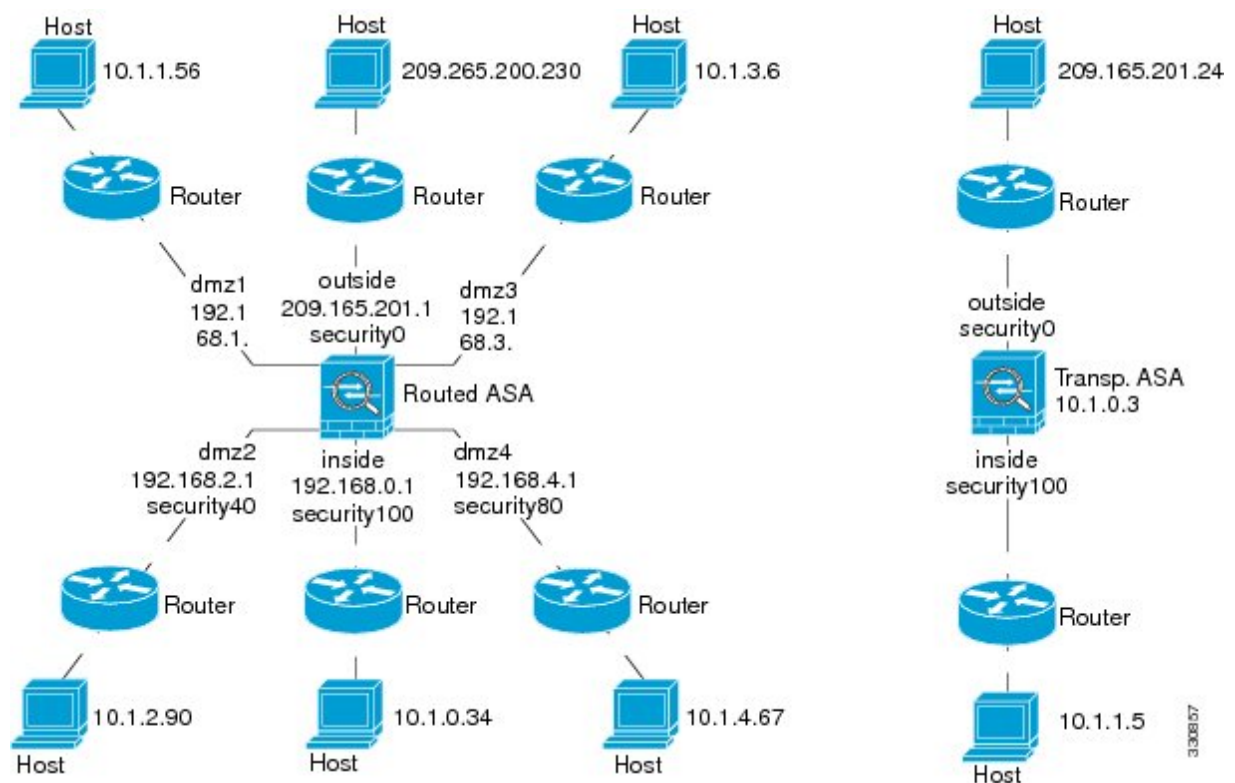 Host
10.1.1.56
Host
209.265.200.230
Host
10.1.3.6
Host
209.165.201.24
Router
Router
Router
Router
dmz1
192.1
68.1.
outside
209.165.201.1
security0
dmz3
192.1
68.3.
outside
security0
Routed ASA
Transp. ASA
10.1.0.3
dmz2
192.168.2.1
security40
inside
192.168.0.1
security100
dmz4
192.168.4.1
security80
inside
security100
Router
Router
Router
Router
10.1.2.90
Host
10.1.0.34
Host
10.1.4.67
Host
10.1.1.5
Host
330857